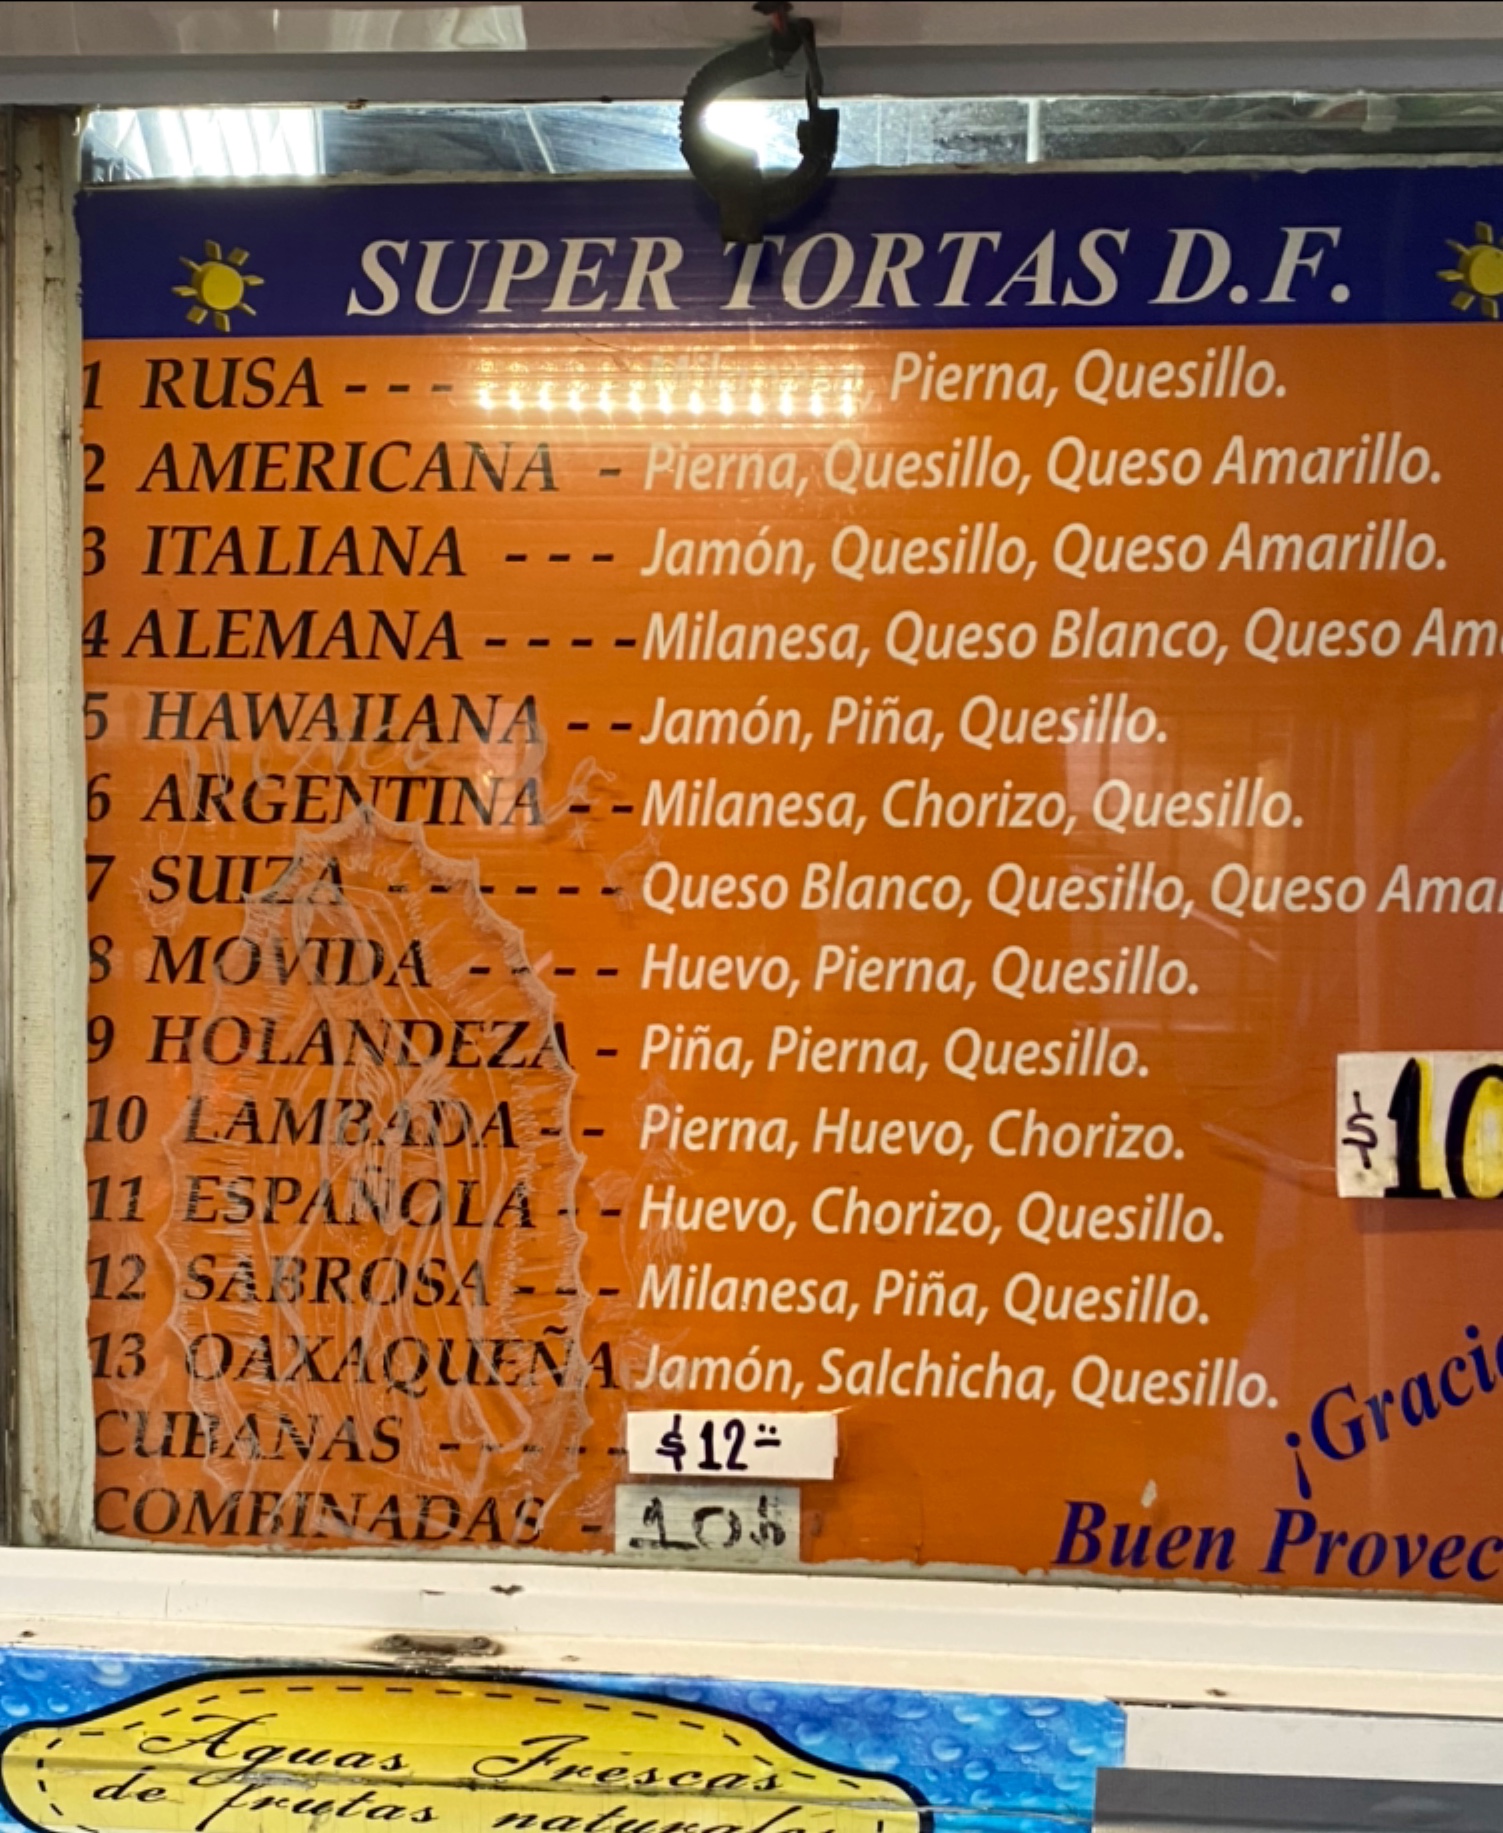 SUPER TORTAS D.F.
1 RUSA - - - Milanesa, Pierna, Quesillo.
2 AMERICANA - Pierna, Quesillo, Queso Amarillo.
3 ITALIANA - - - Jamón, Quesillo, Queso Amarillo.
4 ALEMANA - - - - Milanesa, Queso Blanco, Queso Am
5 HAWAIIANA - - Jamón, Piña, Quesillo.
6 ARGENTINA - - Milanesa, Chorizo, Quesillo.
7 SUIZA - - - - - - Queso Blanco, Quesillo, Queso Ama
8 MOVIDA - - - - Huevo, Pierna, Quesillo.
9 HOLANDEZA - Piña, Pierna, Quesillo.
10 LAMBADA - - Pierna, Huevo, Chorizo.
$10
11 ESPAÑOLA - - Huevo, Chorizo, Quesillo.
12 SABROSA - - - Milanesa, Piña, Quesillo.
13 OAXAQUEÑA Jamón, Salchicha, Quesillo.
CUBANAS - - - - - $12
COMBINADAS - 10$
¡Gracia
Buen Provec
Aguas Frescas
de frutas naturales